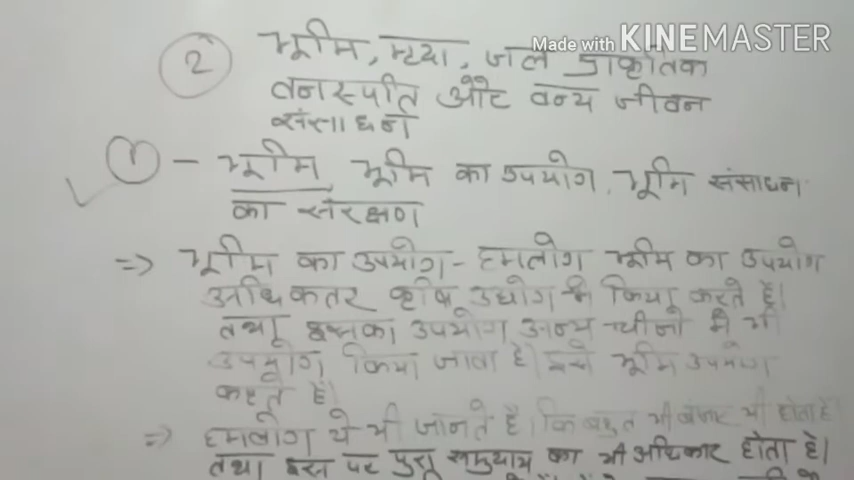 Made with KINEMASTER
2 भूमि, मृदा, जल प्राकृतिक
वनस्पति और वन्य जीवन
संसाधन
1 - भूमि भूमि का उपयोग, भूमि संसाधन
का संरक्षण
=> भूमि का उपयोग - हमलोग भूमि का उपयोग
अधिकतर कृषि उद्योग में किया करते है।
तथा इसका उपयोग अन्य चीजो मे भी
उपयोग किया जाता है। इसे भूमि उपयोग
कहते हैं।
=> हमलोग ये भी जानते है। कि बहुत भी बंजर भी होता है
तथा इस पर समुदाय का भी अधिकार होता है।